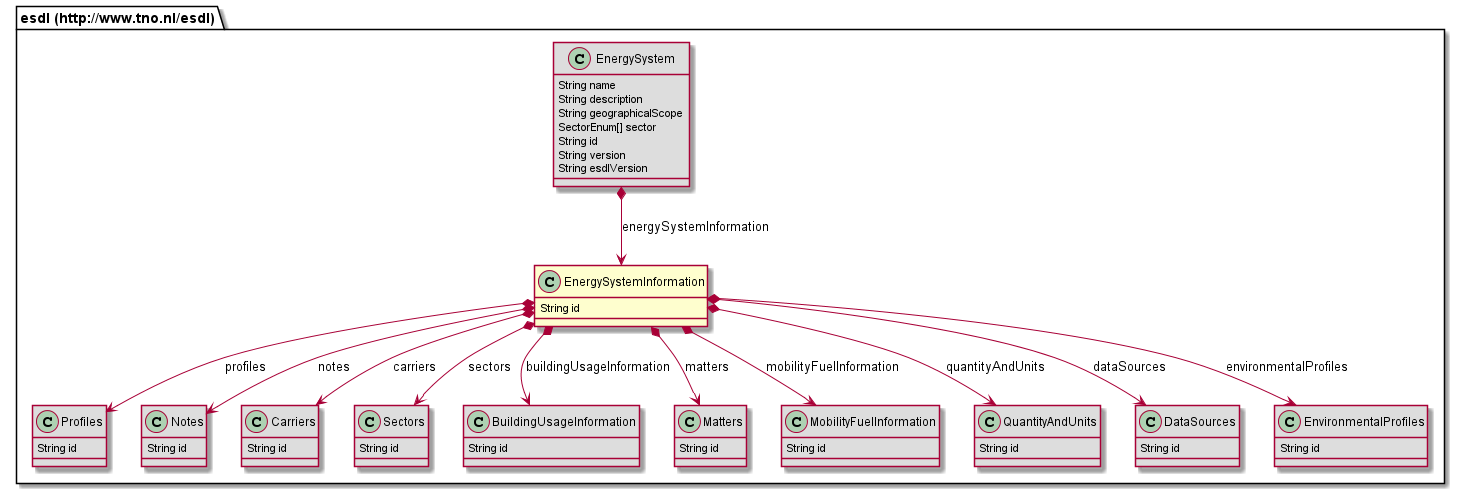 esdl (http://www.tno.nl/esdl)
C EnergySystem
String name
String description
String geographicalScope
SectorEnum[] sector
String id
String version
String esdlVersion
energySystemInformation
C EnergySystemInformation
String id
profiles
notes
carriers
sectors
buildingUsageInformation
matters
mobilityFuelInformation
quantityAndUnits
dataSources
environmentalProfiles
C Profiles
String id
C Notes
String id
C Carriers
String id
C Sectors
String id
C BuildingUsageInformation
String id
C Matters
String id
C MobilityFuelInformation
String id
C QuantityAndUnits
String id
C DataSources
String id
C EnvironmentalProfiles
String id